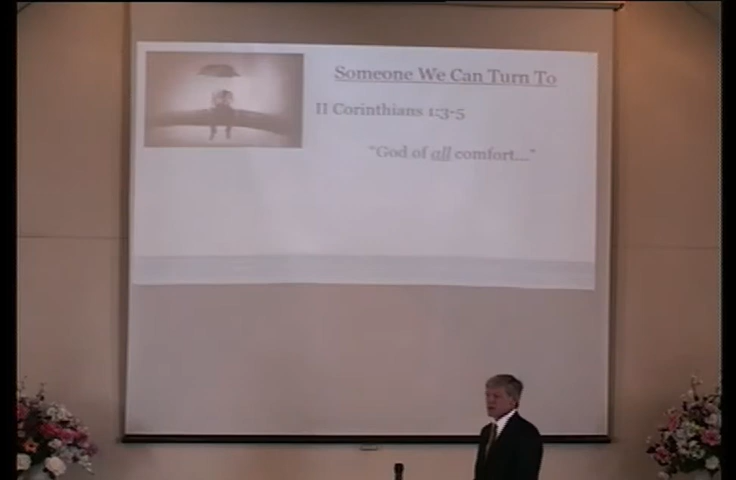 Someone We Can Turn To
II Corinthians 1:3-5
"God of all comfort..."